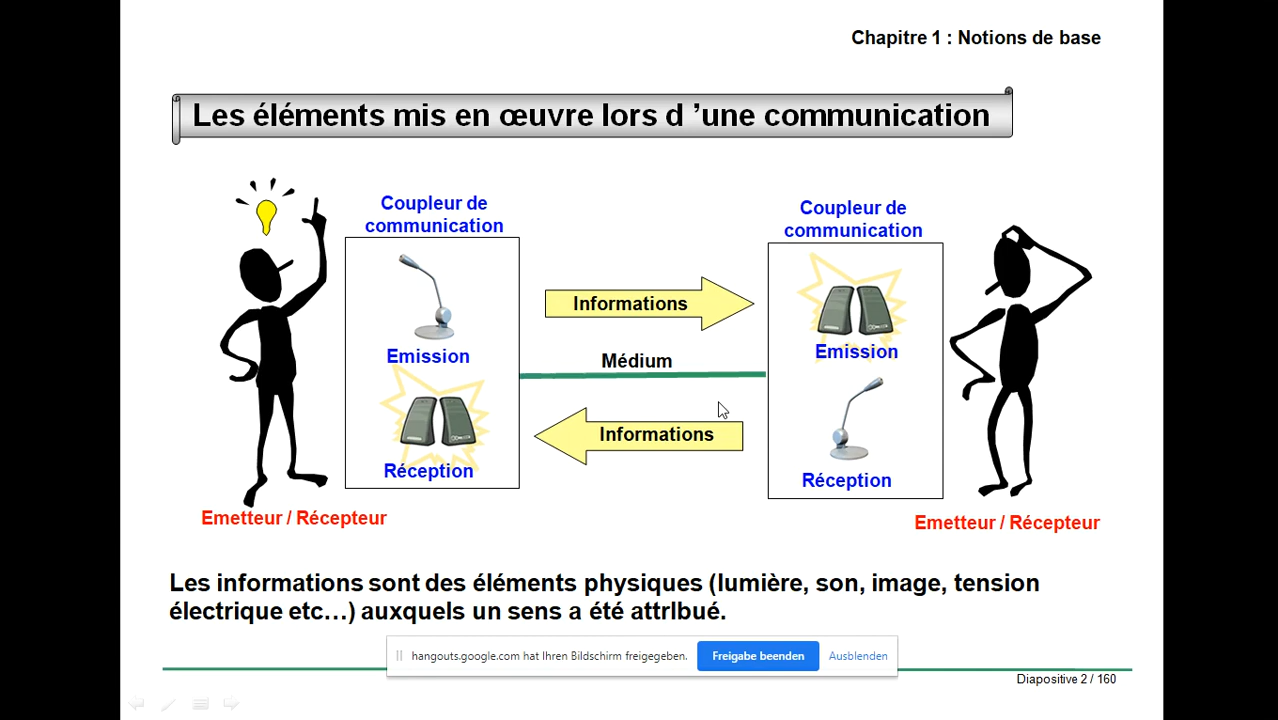 Chapitre 1 : Notions de base
Les éléments mis en œuvre lors d ’une communication
Coupleur de
communication
Emission
Réception
Emetteur / Récepteur
Informations
Médium
Informations
Coupleur de
communication
Emission
Réception
Emetteur / Récepteur
Les informations sont des éléments physiques (lumière, son, image, tension
électrique etc…) auxquels un sens a été attrIbué.
hangouts.google.com hat Ihren Bildschirm freigegeben. Freigabe beenden Ausblenden
Diapositive 2 / 160